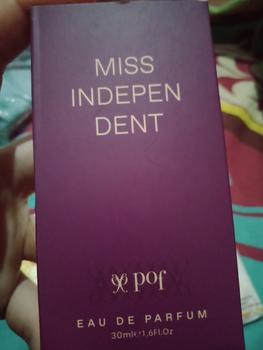 MISS
INDEPEN
DENT
pof
EAU DE PARFUM
30ml℮1,6Fl.Oz